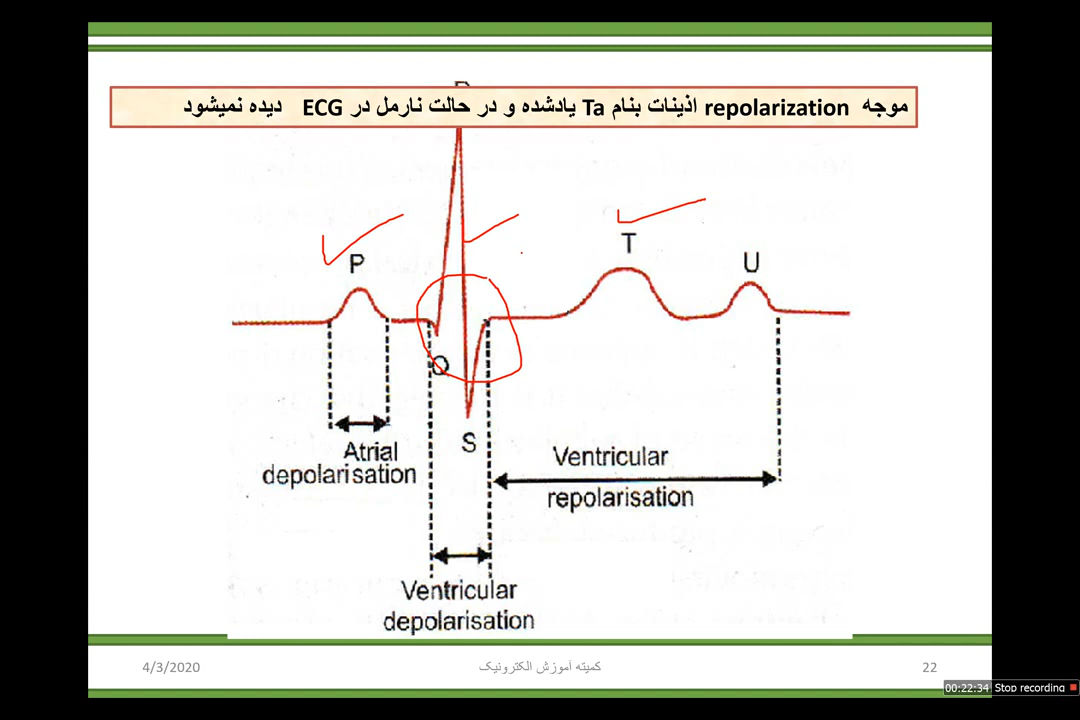 موجه repolarization اذینات بنام Ta یادشده و در حالت نارمل در ECG دیده نمیشود
P
T
U
Q
S
Atrial
depolarisation
Ventricular
repolarisation
Ventricular
depolarisation
4/3/2020
کمیته آموزش الکترونیک
22
00:22:34 Stop recording